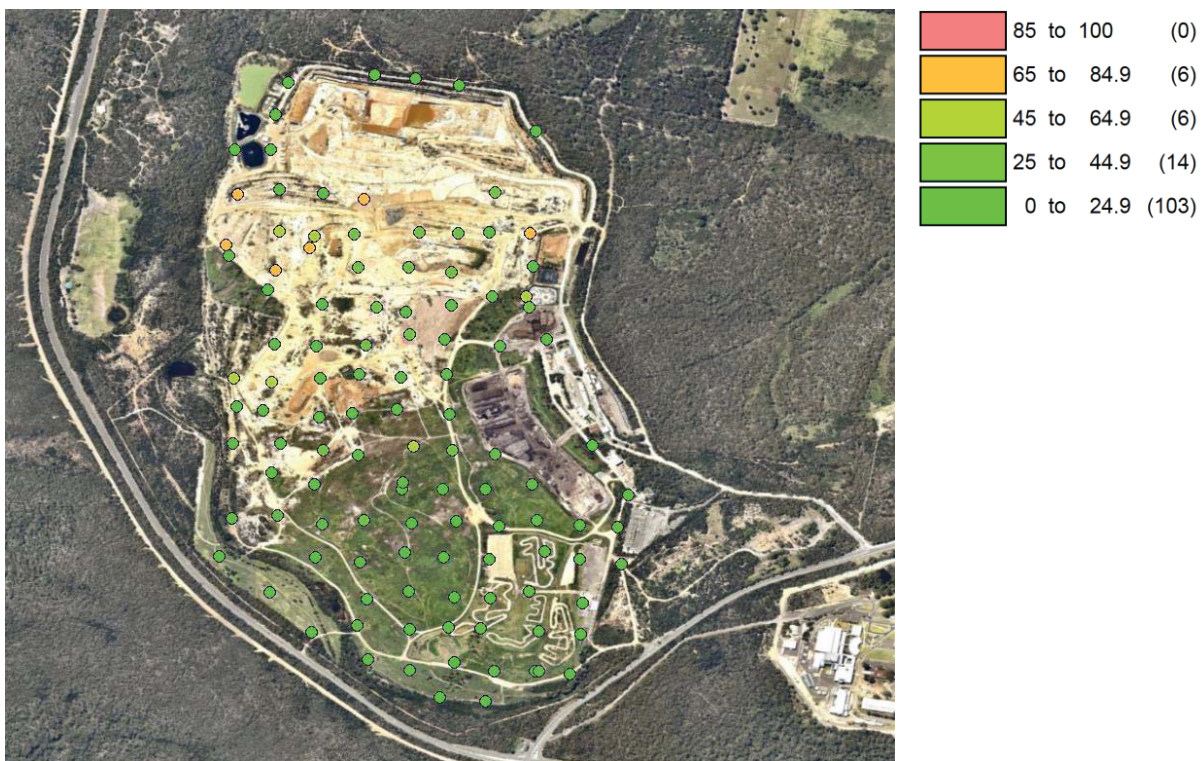 85 to 100 (0)
65 to 84.9 (6)
45 to 64.9 (6)
25 to 44.9 (14)
0 to 24.9 (103)